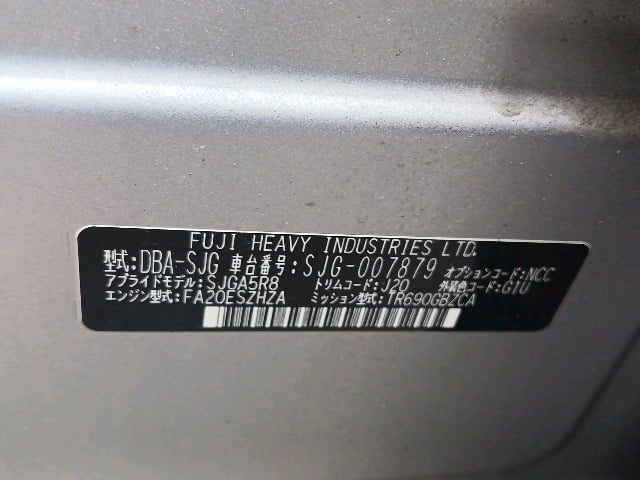 FUJI HEAVY INDUSTRIES LTD.
型式:DBA-SJG 車台番号:SJG-007879 オプションコード:NCC
アプライドモデル:SJGA5R8 トリムコード:J20 外装色コード:G1U
エンジン型式:FA20ESZHZA ミッション型式:TR690GBZCA